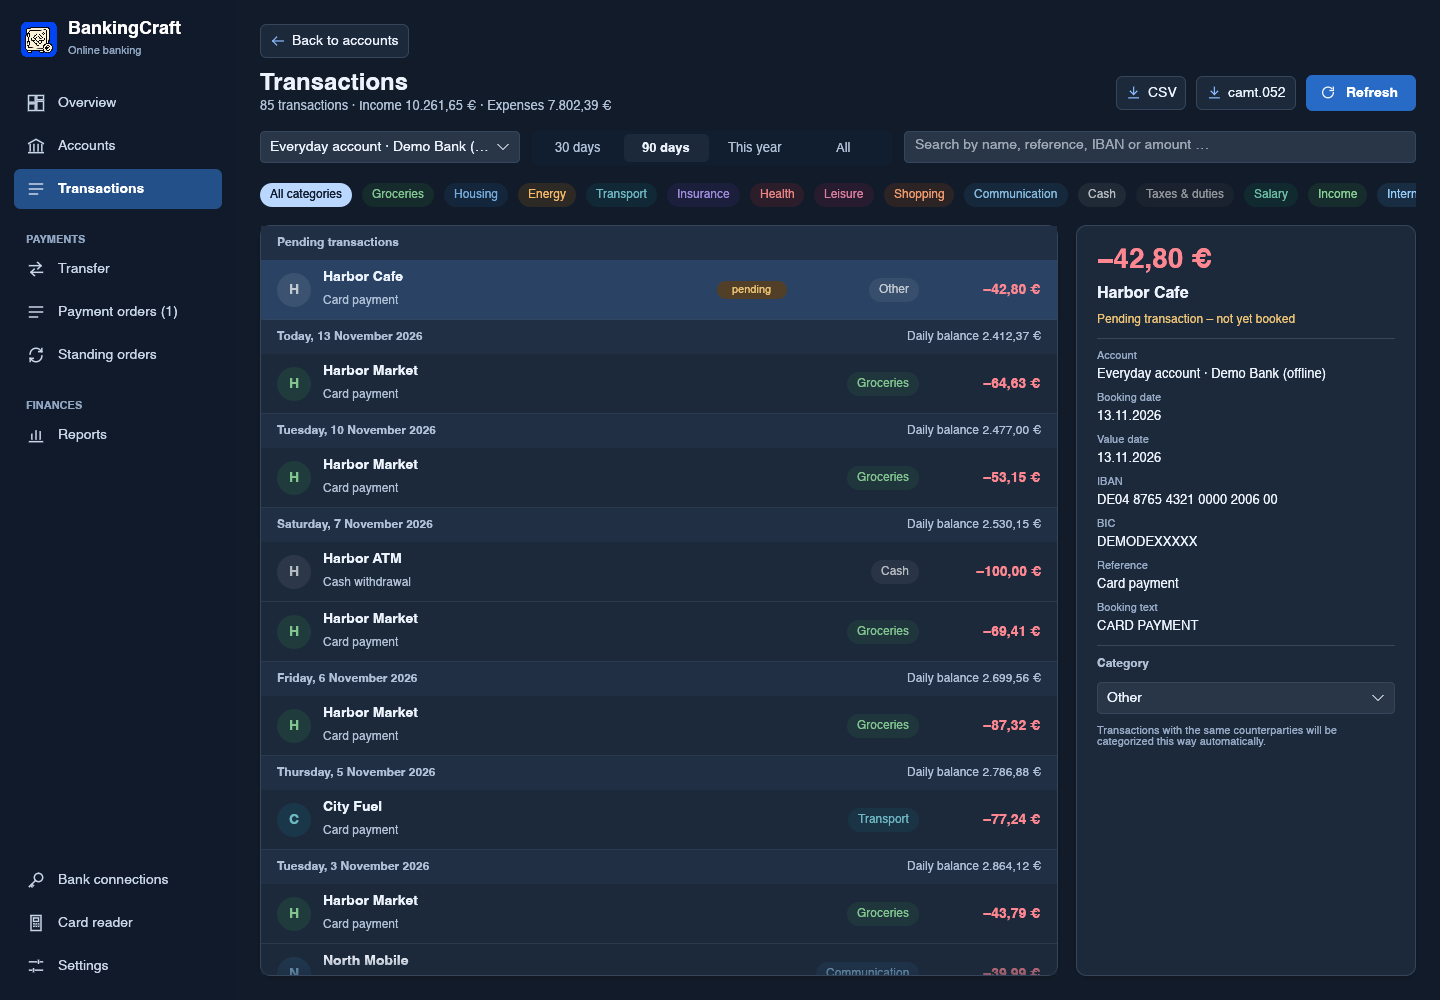 BankingCraft
Online banking
Overview
Accounts
Transactions
PAYMENTS
Transfer
Payment orders (1)
Standing orders
FINANCES
Reports
Bank connections
Card reader
Settings
Back to accounts
Transactions
85 transactions · Income 10.261,65 € · Expenses 7.802,39 €
CSV
camt.052
Refresh
Everyday account · Demo Bank (…
30 days
90 days
This year
All
Search by name, reference, IBAN or amount …
All categories
Groceries
Housing
Energy
Transport
Insurance
Health
Leisure
Shopping
Communication
Cash
Taxes & duties
Salary
Income
Intern
Pending transactions
H
Harbor Cafe
Card payment
pending
Other
–42,80 €
Today, 13 November 2026
Daily balance 2.412,37 €
H
Harbor Market
Card payment
Groceries
–64,63 €
Tuesday, 10 November 2026
Daily balance 2.477,00 €
H
Harbor Market
Card payment
Groceries
–53,15 €
Saturday, 7 November 2026
Daily balance 2.530,15 €
H
Harbor ATM
Cash withdrawal
Cash
–100,00 €
H
Harbor Market
Card payment
Groceries
–69,41 €
Friday, 6 November 2026
Daily balance 2.699,56 €
H
Harbor Market
Card payment
Groceries
–87,32 €
Thursday, 5 November 2026
Daily balance 2.786,88 €
C
City Fuel
Card payment
Transport
–77,24 €
Tuesday, 3 November 2026
Daily balance 2.864,12 €
H
Harbor Market
Card payment
Groceries
–43,79 €
N
North Mobile
Communication
–39,99 €
–42,80 €
Harbor Cafe
Pending transaction – not yet booked
Account
Everyday account · Demo Bank (offline)
Booking date
13.11.2026
Value date
13.11.2026
IBAN
DE04 8765 4321 0000 2006 00
BIC
DEMODEXXXXX
Reference
Card payment
Booking text
CARD PAYMENT
Category
Other
Transactions with the same counterparties will be
categorized this way automatically.